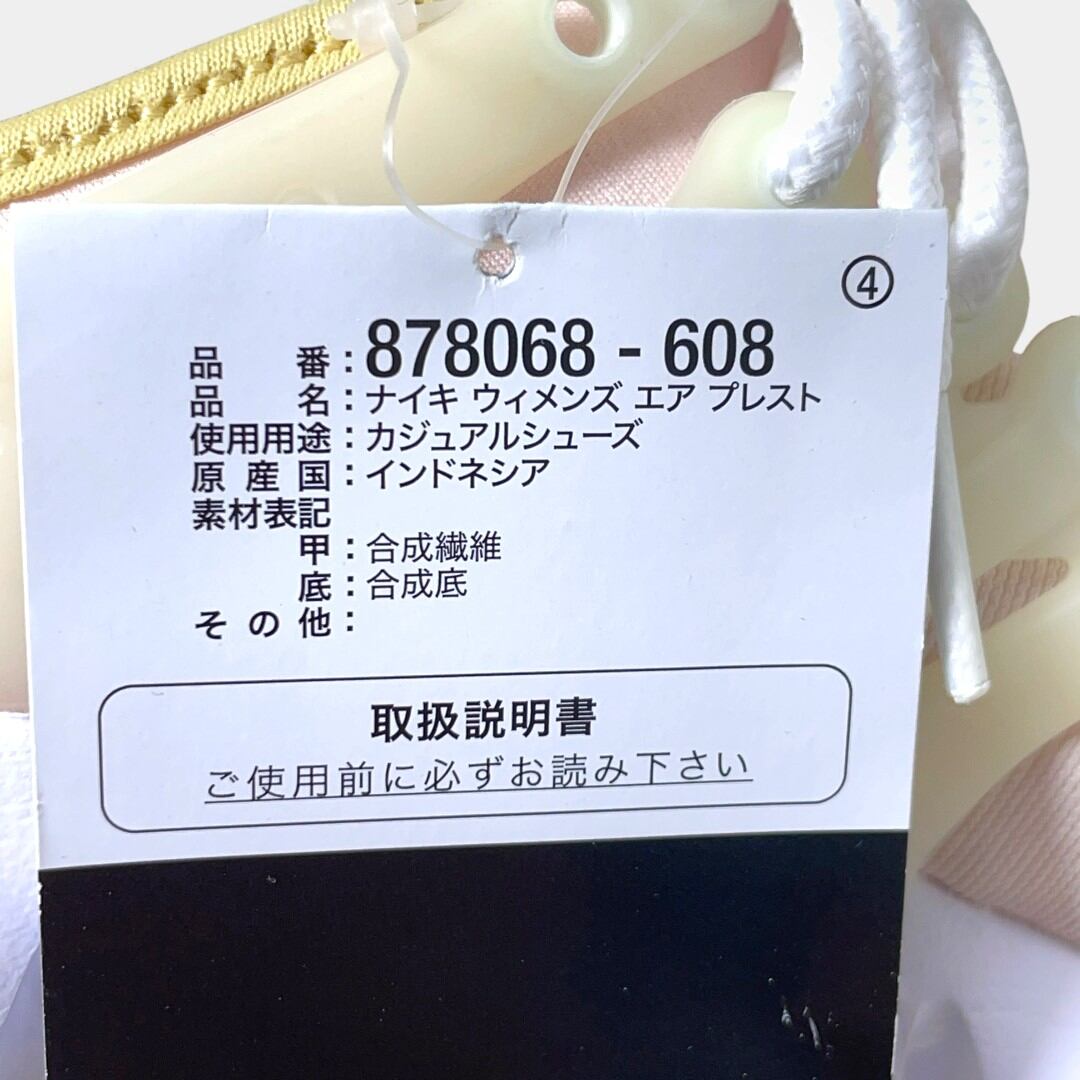 ④
品番：878068 - 608
品名：ナイキ ウィメンズ エア プレスト
使用用途：カジュアルシューズ
原産国：インドネシア
素材表記
甲：合成繊維
底：合成底
その他：
取扱説明書
ご使用前に必ずお読み下さい